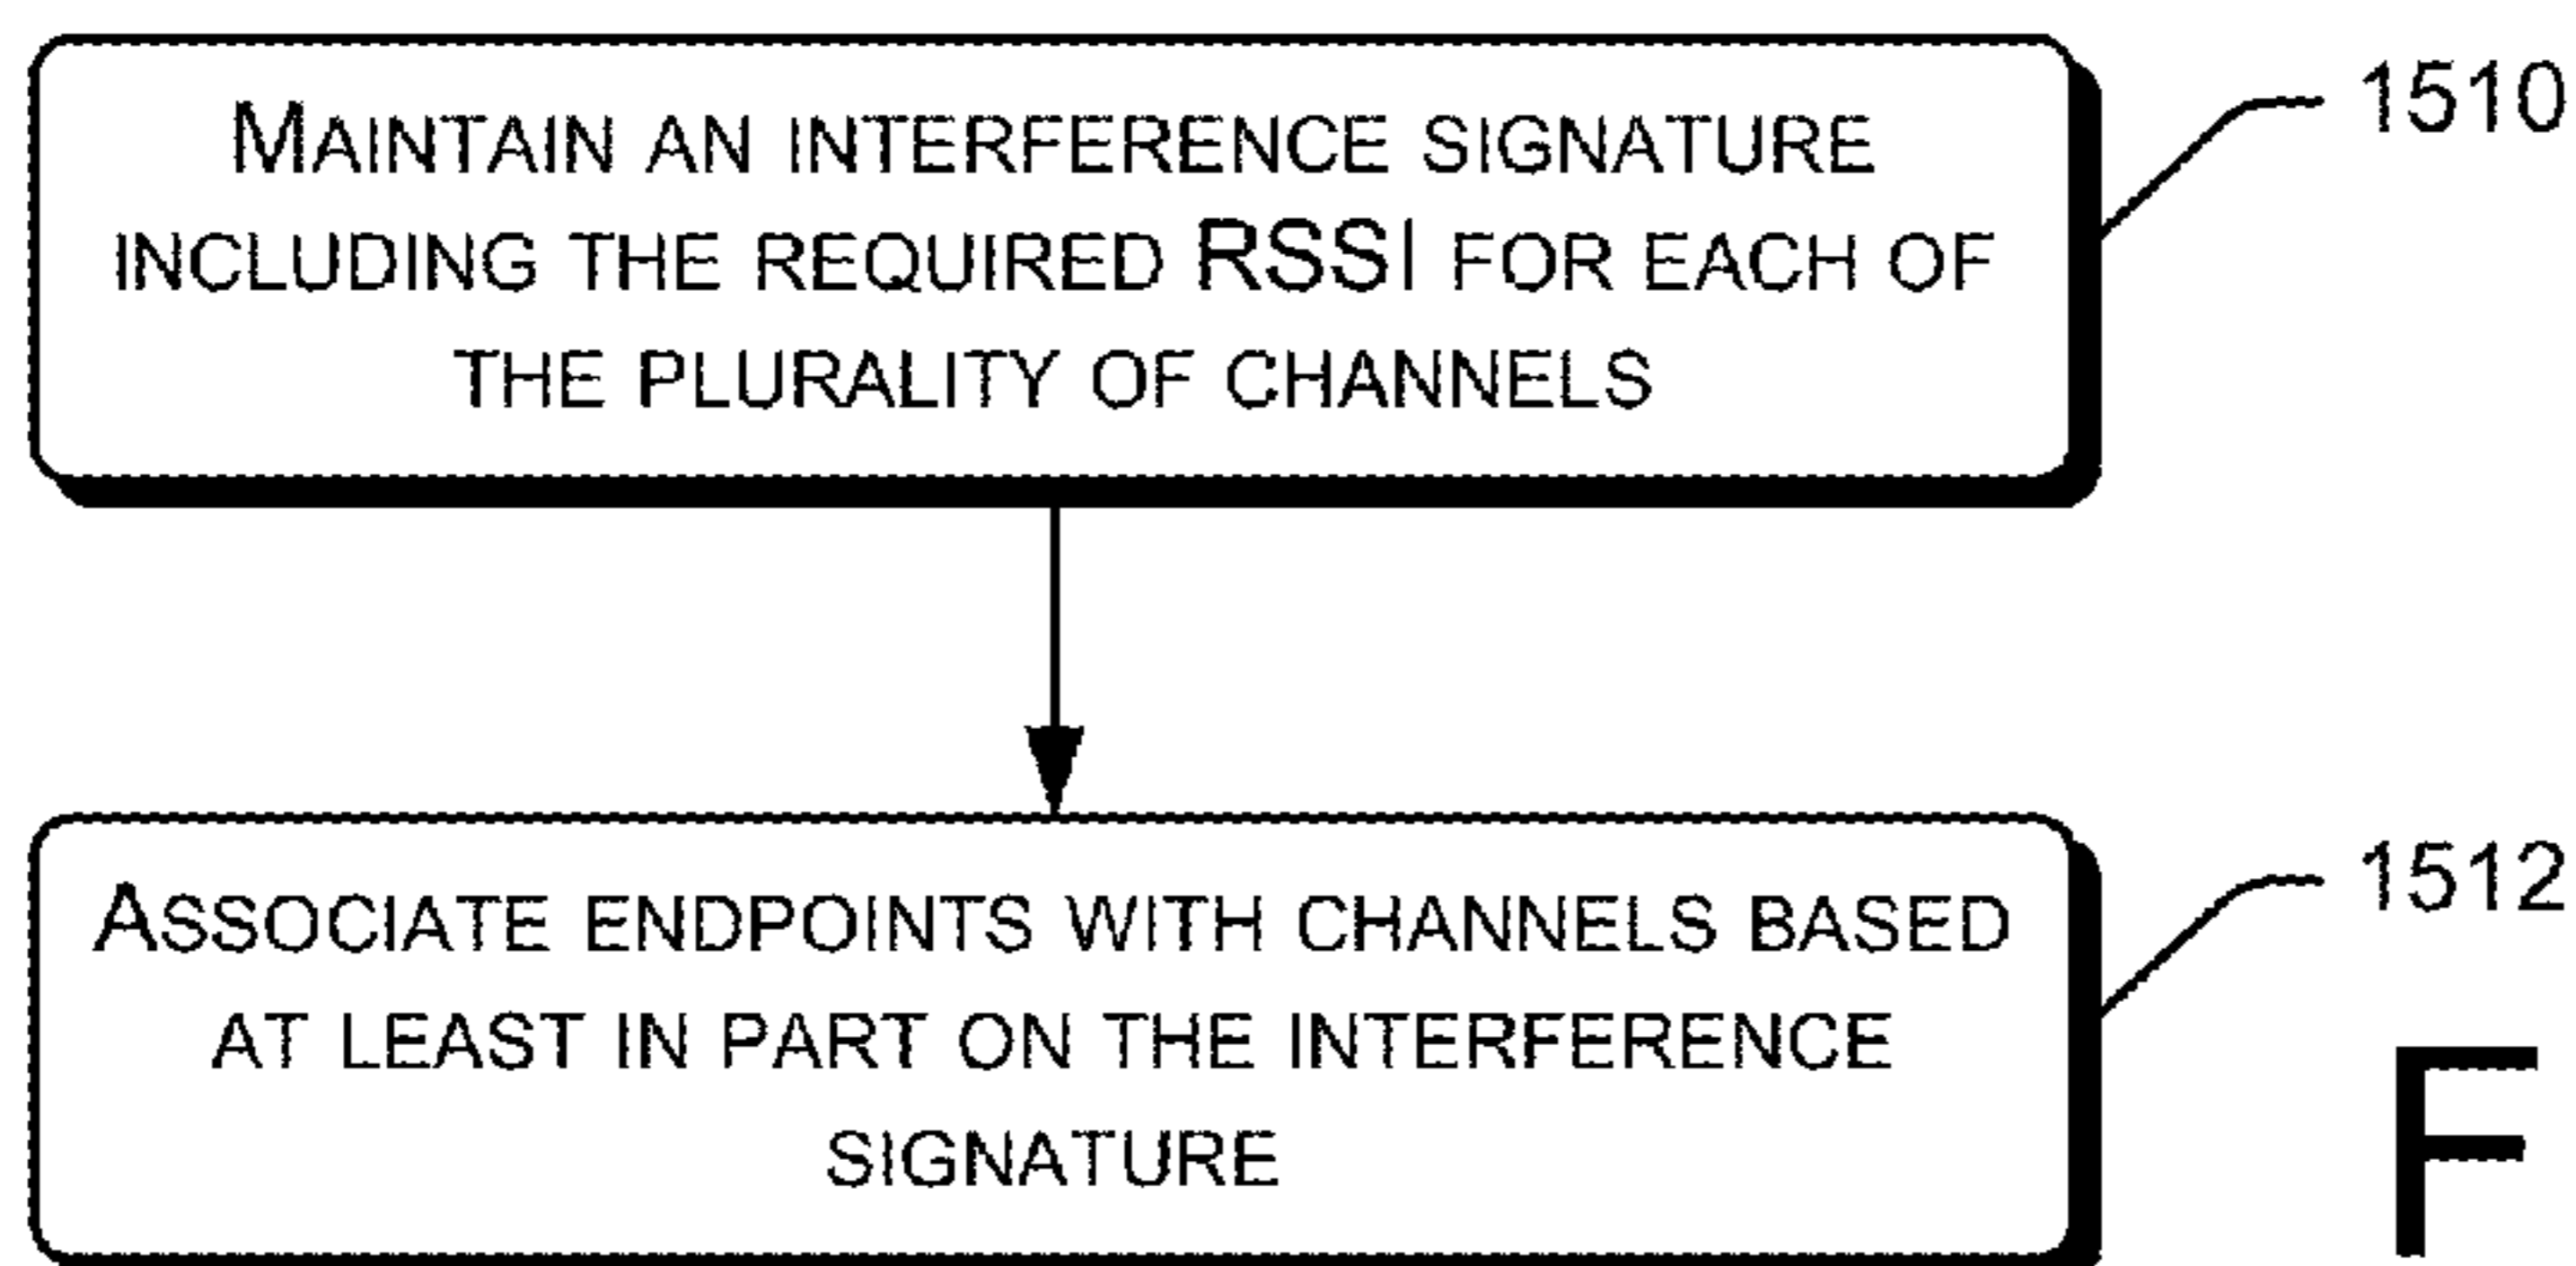 MAINTAIN AN INTERFERENCE SIGNATURE
INCLUDING THE REQUIRED RSSI FOR EACH OF
THE PLURALITY OF CHANNELS
1510
ASSOCIATE ENDPOINTS WITH CHANNELS BASED
AT LEAST IN PART ON THE INTERFERENCE
SIGNATURE
1512
F